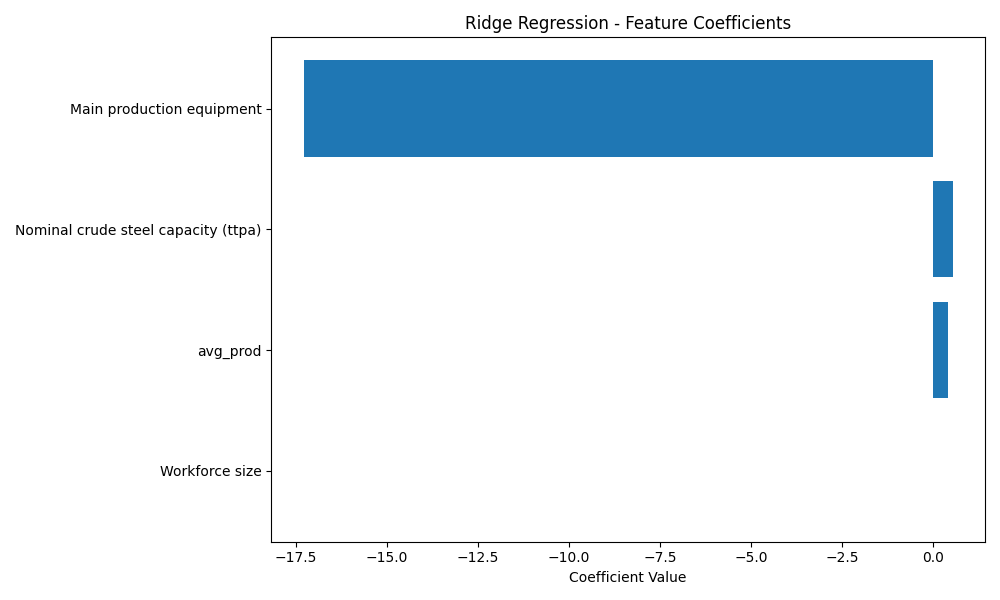 Ridge Regression - Feature Coefficients
Main production equipment
Nominal crude steel capacity (ttpa)
avg_prod
Workforce size
−17.5 −15.0 −12.5 −10.0 −7.5 −5.0 −2.5 0.0
Coefficient Value